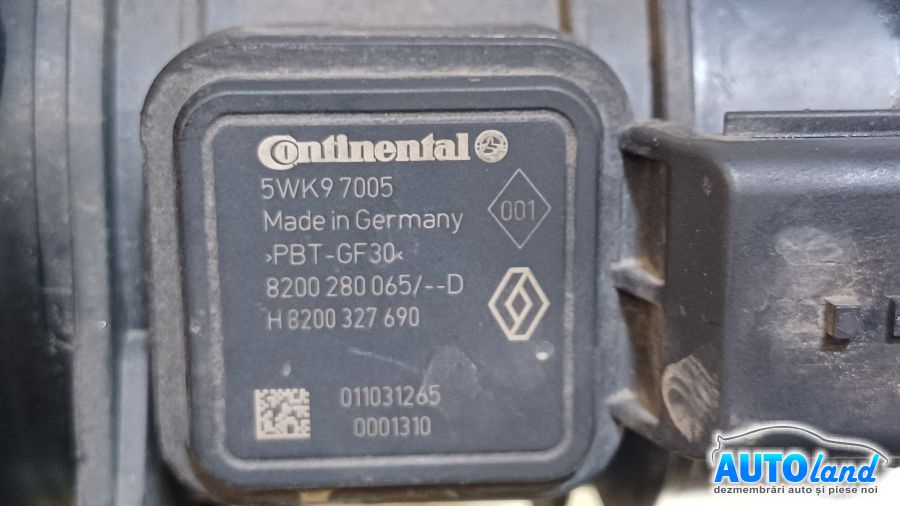 Continental
5WK9 7005
Made in Germany
001
>PBT-GF30<
8200 280 065/--D
H 8200 327 690
011031265
0001310
AUTOland
dezmembrări auto și piese noi